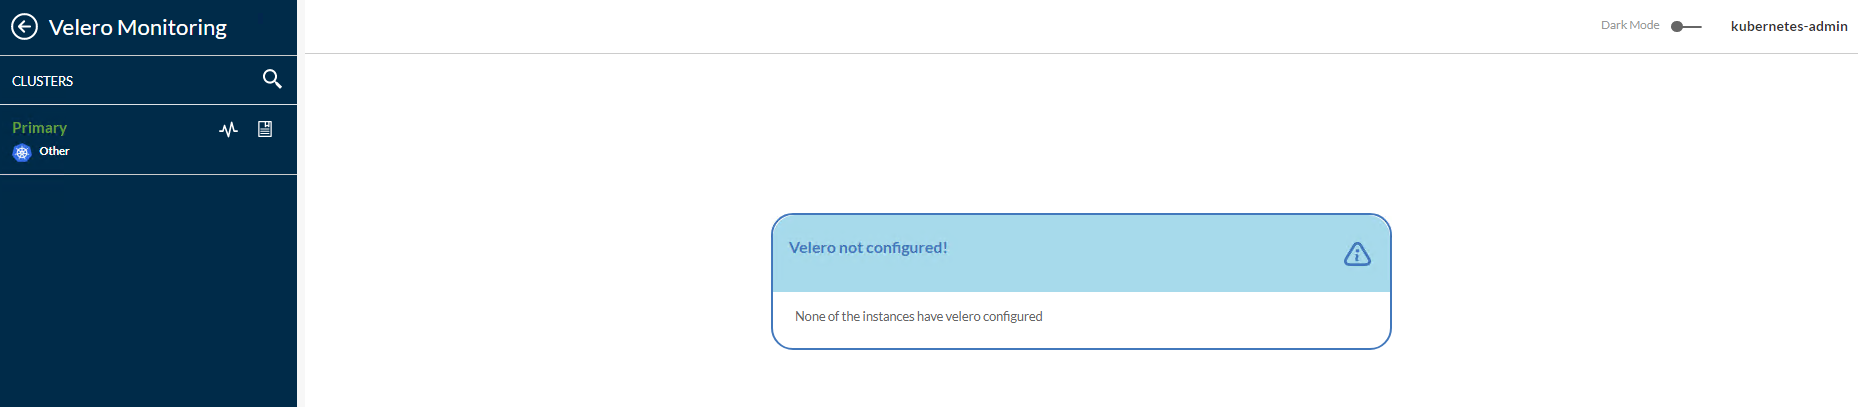 Velero Monitoring
CLUSTERS
Primary
Other
Dark Mode
kubernetes-admin
Velero not configured!
None of the instances have velero configured